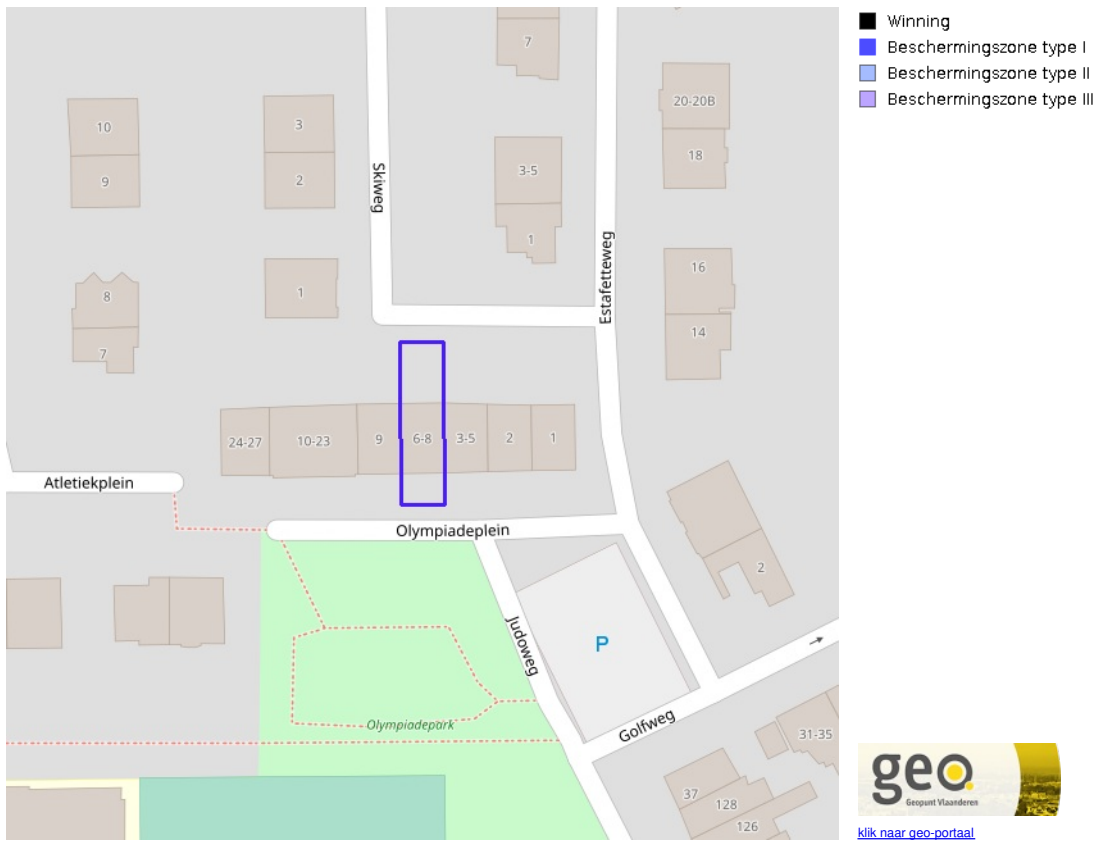 Winning
Beschermingszone type I
Beschermingszone type II
Beschermingszone type III
7
20-20B
10
3
18
3-5
9
2
Skiweg
1
Estafetteweg
16
8
1
14
7
24-27
10-23
9
6-8
3-5
2
1
Atletiekplein
Olympiadeplein
2
Judoweg
P
Olympiadepark
Golfweg
31-35
37
128
126
geo
Geopunt Vlaanderen
klik naar geo-portaal